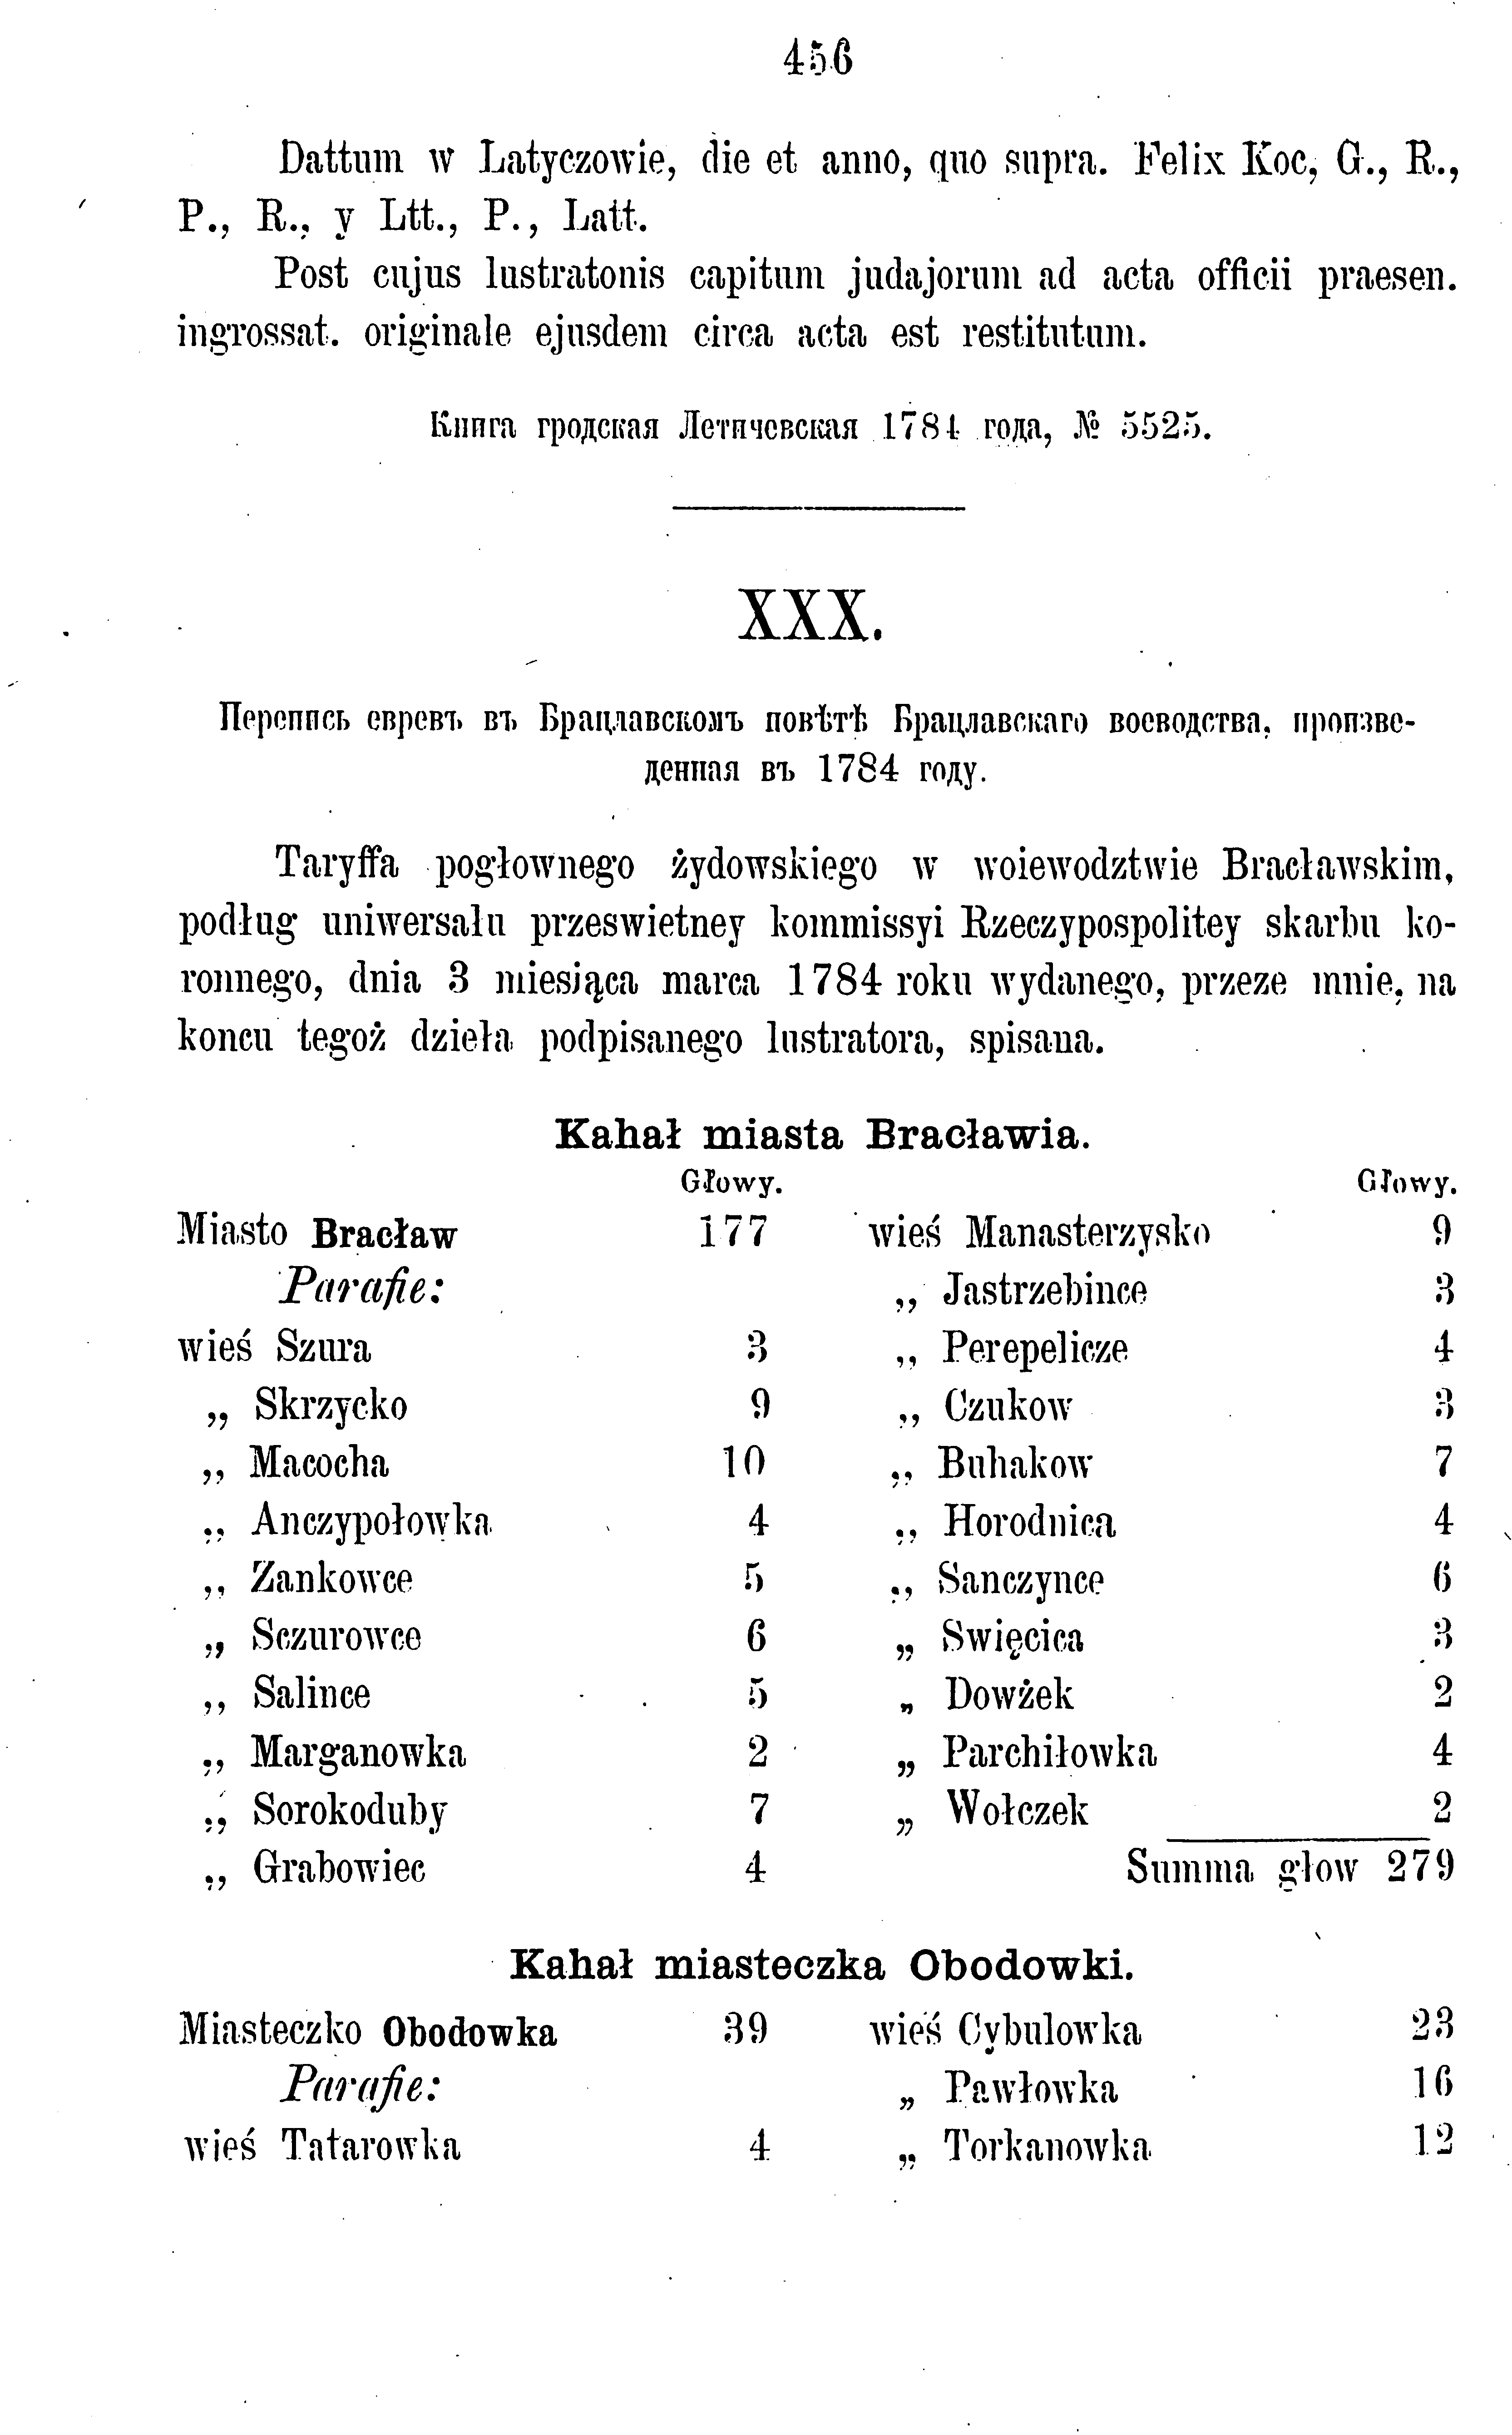 456
Dattum w Latyczowie, die et anno, quo supra. Felix Koc, G., R.,
P., R., y Ltt., P., Latt.
Post cujus lustratonis capitum judajorum ad acta officii praesen.
ingrossat. originale ejusdem circa acta est restitutum.
Книга гродская Летичевская 1784 года, № 5525.
XXX.
Перепись евревъ въ Брацлавскомъ повѣтѣ Брацлавскаго воеводства, произве-
денная въ 1784 году.
Taryffa pogłownego żydowskiego w woiewodztwie Bracławskim,
podług uniwersału przeswietney kommissyi Rzeczypospolitey skarbu ko-
ronnego, dnia 3 miesiąca marca 1784 roku wydanego, przeze mnie, na
koncu tegoż dzieła podpisanego lustratora, spisana.
Kahał miasta Bracławia.
Głowy. Głowy.
Miasto Bracław 177 wieś Manasterzysko 9
Parafie: „ Jastrzebince 3
wieś Szura 3 „ Perepelicze 4
„ Skrzycko 9 „ Czukow 3
„ Macocha 10 „ Buhakow 7
„ Anczypołowka 4 „ Horodnica 4
„ Zankowce 5 „ Sanczynce 6
„ Sczurowce 6 „ Swięcica 3
„ Salince 5 „ Dowżek 2
„ Marganowka 2 „ Parchiłowka 4
„ Sorokoduby 7 „ Wołczek 2
„ Grabowiec 4 Summa głow 279
Kahał miasteczka Obodowki.
Miasteczko Obodowka 39 wieś Cybulowka 23
Parafie: „ Pawłowka 16
wieś Tatarowka 4 „ Torkanowka 12